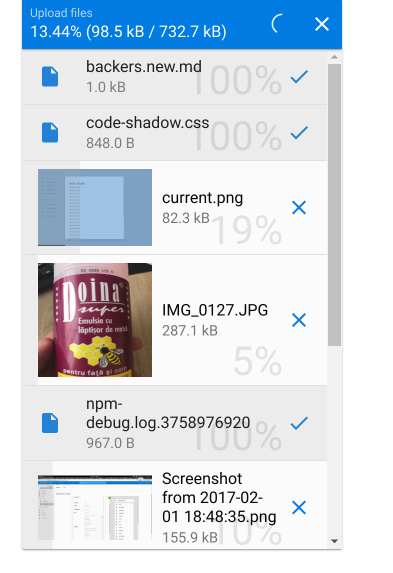 Upload files
13.44% (98.5 kB / 732.7 kB)
backers.new.md
1.0 kB
100%
code-shadow.css
848.0 B
100%
current.png
82.3 kB
19%
Doina®
super
Emulsie cu
lăptișor de matcă
pentru față și corp
IMG_0127.JPG
287.1 kB
5%
npm-
debug.log.3758976920
967.0 B
100%
Screenshot
from 2017-02-
01 18:48:35.png
155.9 kB
10%